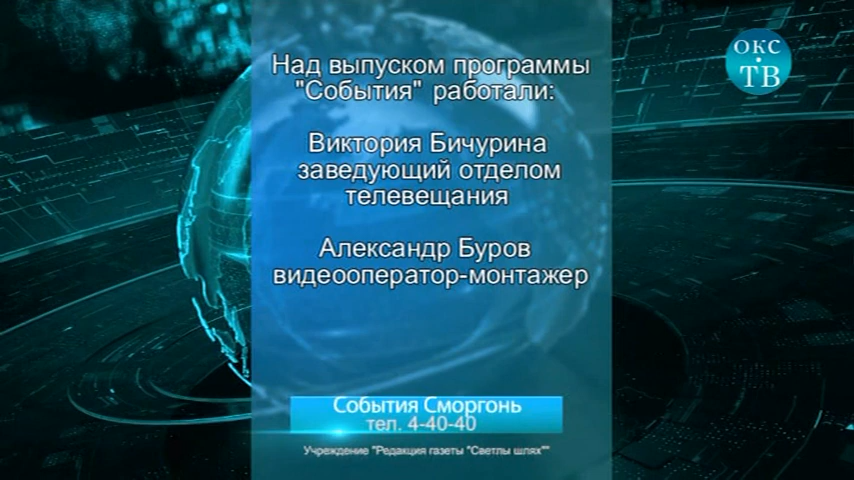 Над выпуском программы
"События" работали:
Виктория Бичурина
заведующий отделом
телевещания
Александр Буров
видеооператор-монтажер
События Сморгонь
тел. 4-40-40
Учреждение "Редакция газеты "Светлы шлях""
ОКС
ТВ